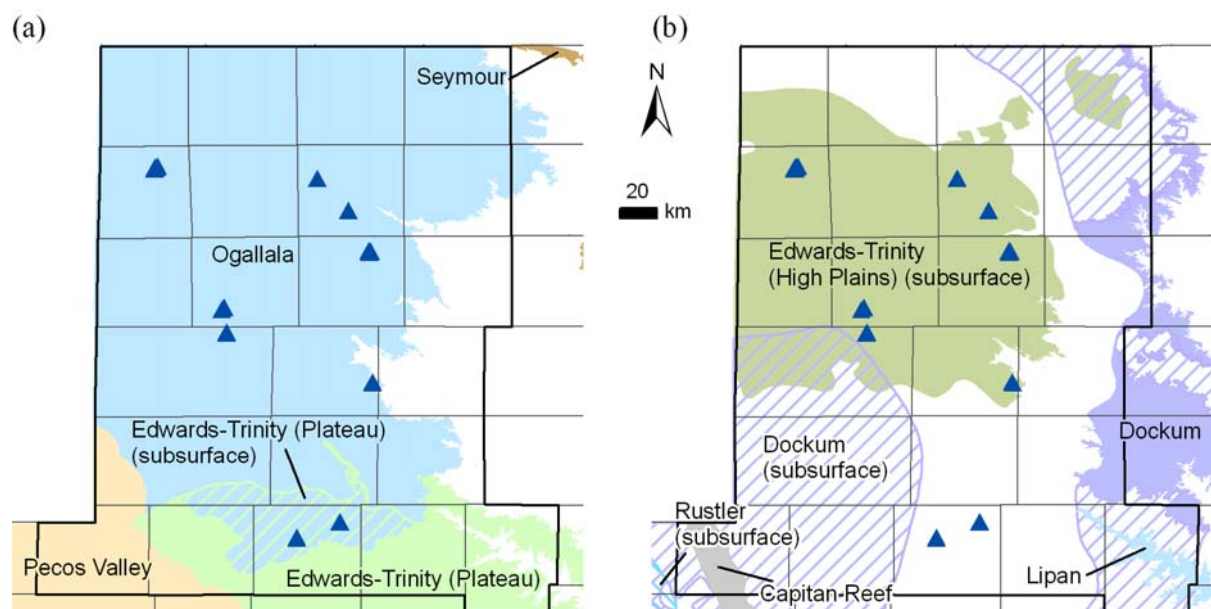 (a)
Seymour
Ogallala
Edwards-Trinity (Plateau)
(subsurface)
Pecos Valley
Edwards-Trinity (Plateau)
(b)
N
20
km
Edwards-Trinity
(High Plains) (subsurface)
Dockum
(subsurface)
Dockum
Rustler
(subsurface)
Lipan
Capitan-Reef